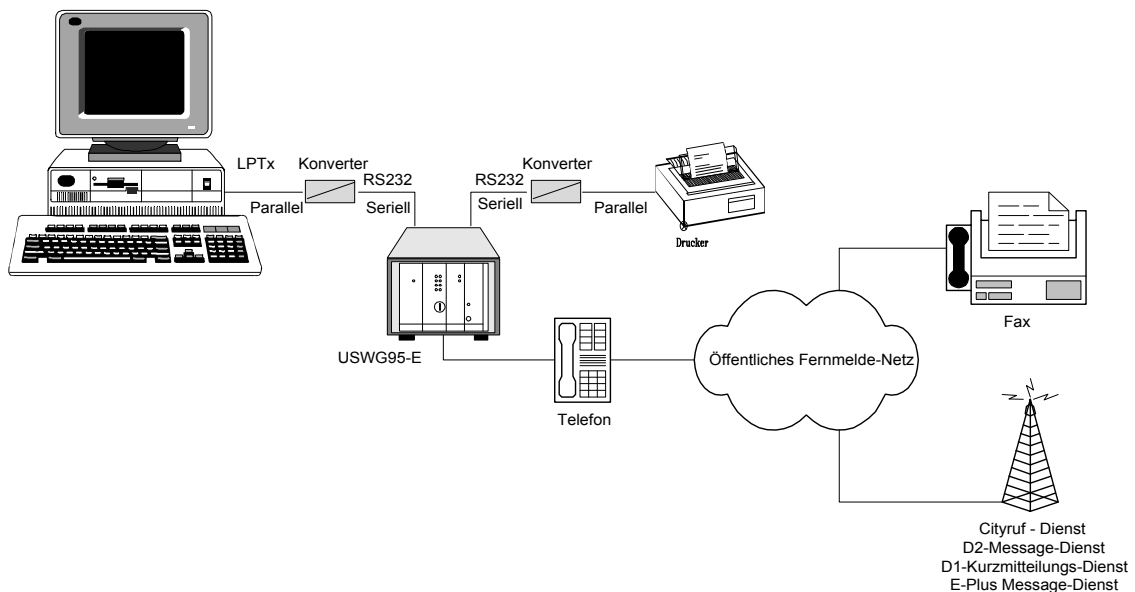 LPTx
Konverter
RS232
Parallel
Seriell
RS232
Konverter
Seriell
Parallel
Drucker
USWG95-E
Telefon
Öffentliches Fernmelde-Netz
Fax
Cityruf - Dienst
D2-Message-Dienst
D1-Kurzmitteilungs-Dienst
E-Plus Message-Dienst